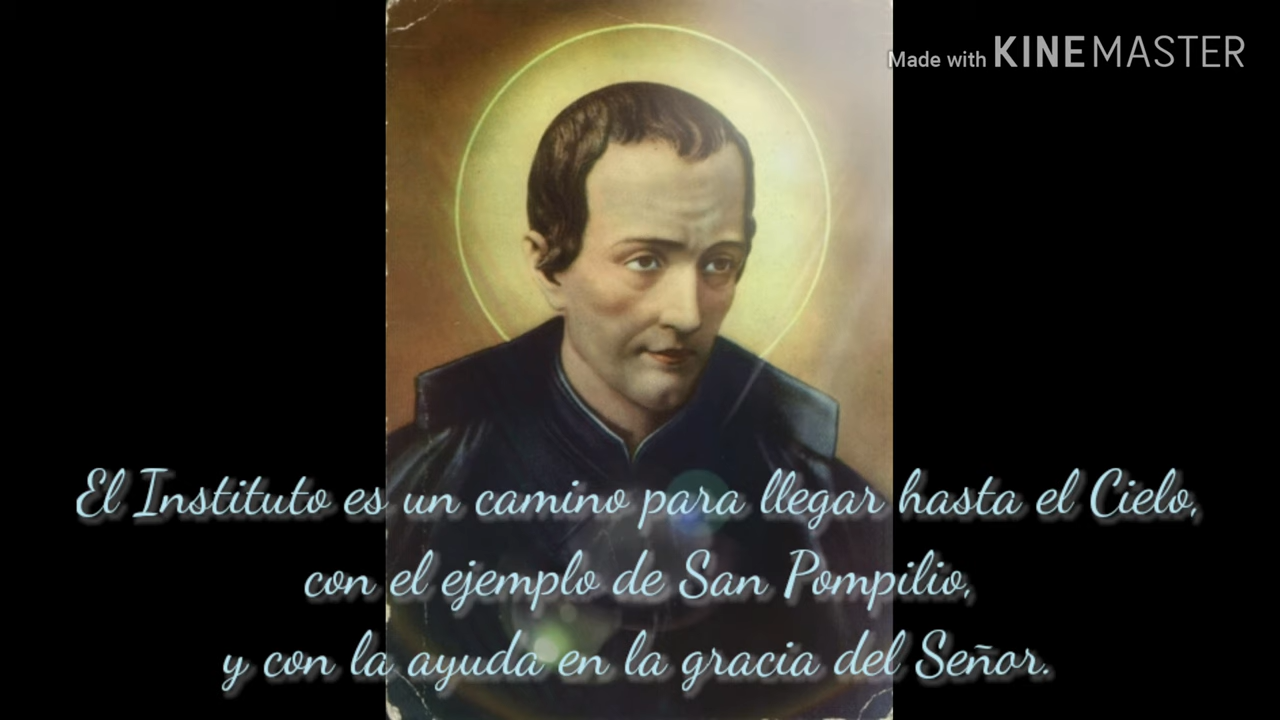 Made with KINEMASTER
El Instituto es un camino para llegar hasta el Cielo,
con el ejemplo de San Pompilio,
y con la ayuda en la gracia del Señor.